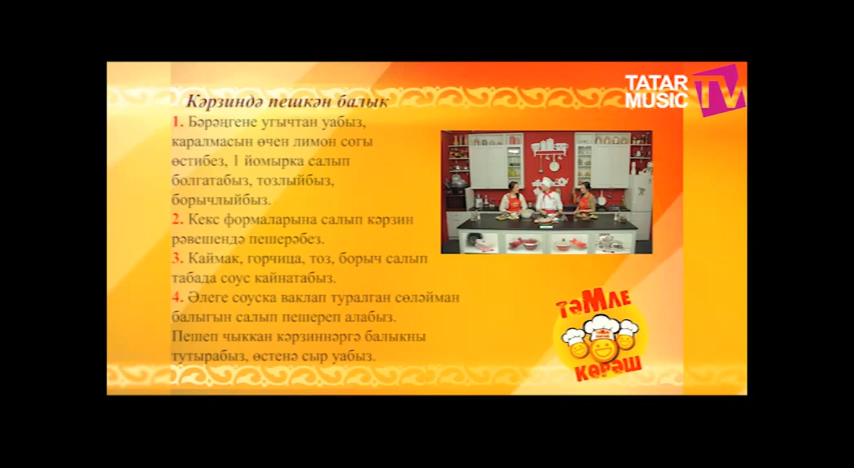 TATAR
MUSIC
TV
Кәрзиндә пешкән балык
1. Бәрәңгене угычтан уабыз,
каралмасын өчен лимон согы
өстибез, 1 йомырка салып
болгатабыз, тозлыйбыз,
борычлыйбыз.
2. Кекс формаларына салып кәрзин
рәвешендә пешерәбез.
3. Каймак, горчица, тоз, борыч салып
табада соус кайнатабыз.
4. Әлеге соуска ваклап туралган сөләйман
балыгын салып пешереп алабыз.
Пешеп чыккан кәрзиннәргә балыкны
тутырабыз, өстенә сыр уабыз.
ТәМЛЕ
КӨРӘШ